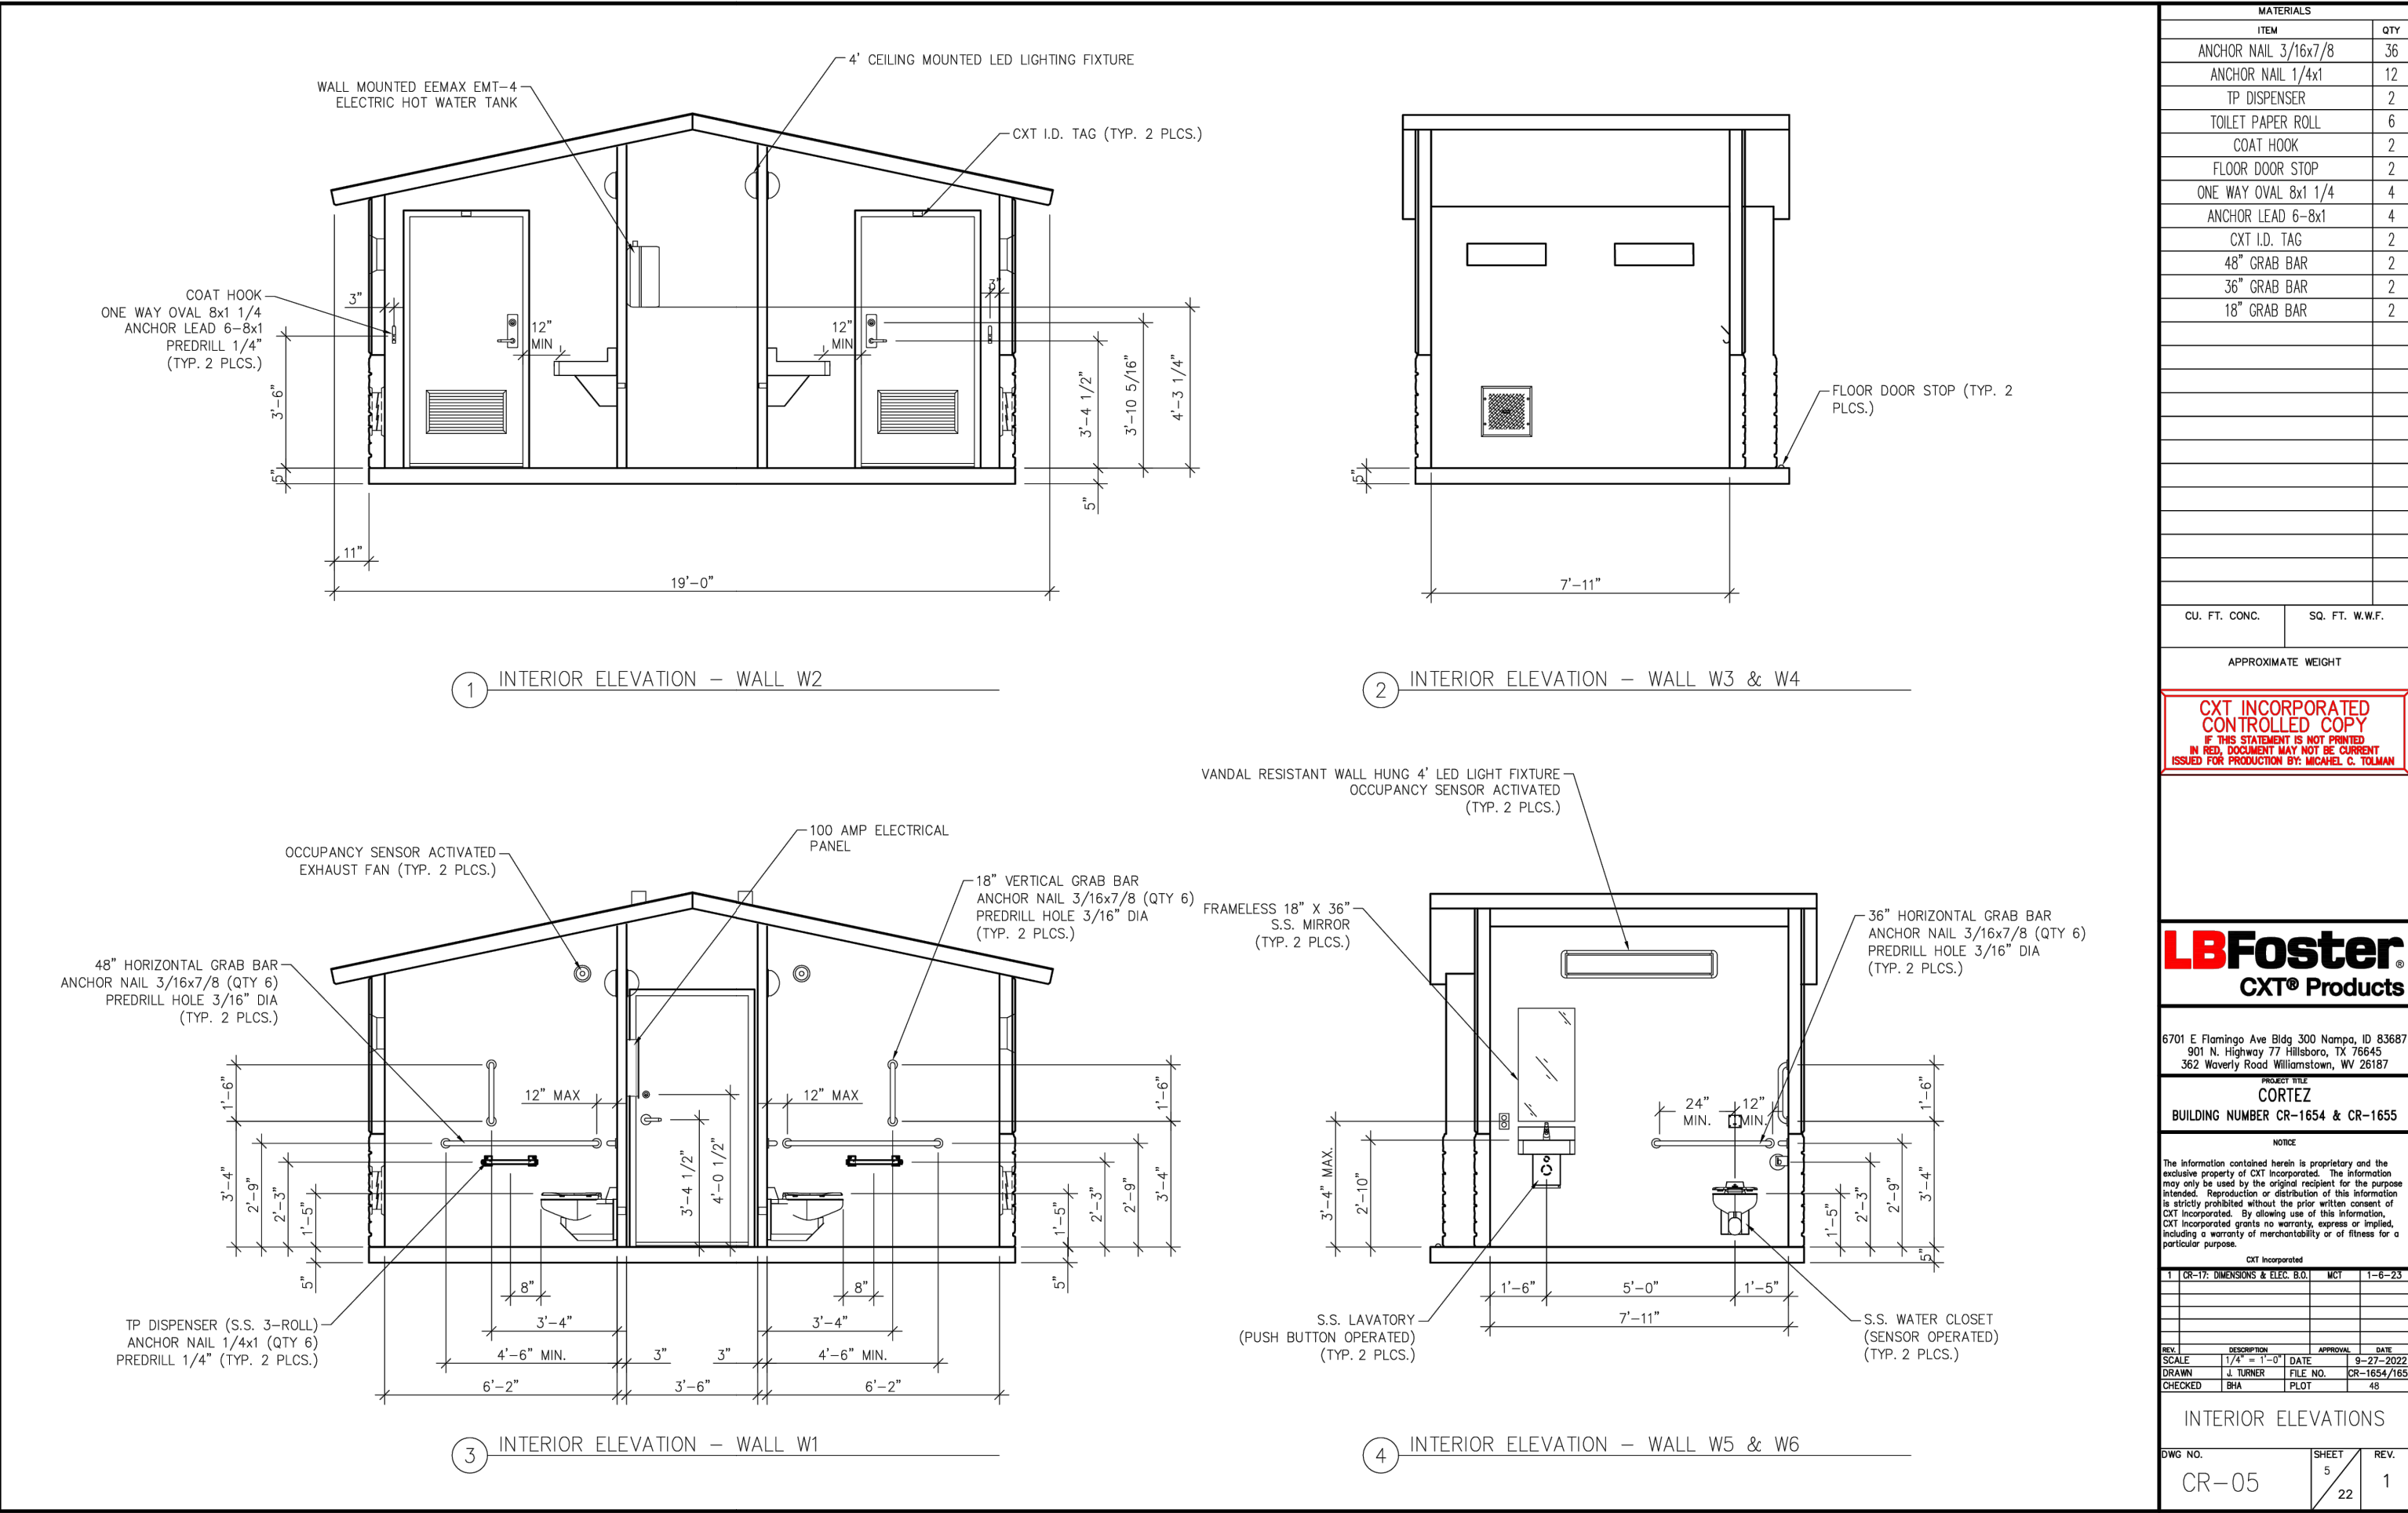 WALL MOUNTED EEMAX EMT-4
ELECTRIC HOT WATER TANK
4' CEILING MOUNTED LED LIGHTING FIXTURE
CXT I.D. TAG (TYP. 2 PLCS.)
COAT HOOK
ONE WAY OVAL 8x1 1/4
ANCHOR LEAD 6-8x1
PREDRILL 1/4"
(TYP. 2 PLCS.)
3"
12"
MIN
12"
MIN
3"
3'-6"
5"
3'-4 1/2"
3'-10 5/16"
4'-3 1/4"
5"
11"
19'-0"
1 INTERIOR ELEVATION - WALL W2
FLOOR DOOR STOP (TYP. 2
PLCS.)
5"
7'-11"
2 INTERIOR ELEVATION - WALL W3 & W4
OCCUPANCY SENSOR ACTIVATED
EXHAUST FAN (TYP. 2 PLCS.)
100 AMP ELECTRICAL
PANEL
18" VERTICAL GRAB BAR
ANCHOR NAIL 3/16x7/8 (QTY 6)
PREDRILL HOLE 3/16" DIA
(TYP. 2 PLCS.)
48" HORIZONTAL GRAB BAR
ANCHOR NAIL 3/16x7/8 (QTY 6)
PREDRILL HOLE 3/16" DIA
(TYP. 2 PLCS.)
12" MAX
12" MAX
1'-6"
3'-4"
2'-9"
2'-3"
1'-5"
5"
3'-4 1/2"
4'-0 1/2"
1'-6"
1'-5"
2'-3"
2'-9"
3'-4"
5"
8"
8"
3'-4"
3'-4"
4'-6" MIN.
3"
3"
4'-6" MIN.
6'-2"
3'-6"
6'-2"
TP DISPENSER (S.S. 3-ROLL)
ANCHOR NAIL 1/4x1 (QTY 6)
PREDRILL 1/4" (TYP. 2 PLCS.)
3 INTERIOR ELEVATION - WALL W1
VANDAL RESISTANT WALL HUNG 4' LED LIGHT FIXTURE
OCCUPANCY SENSOR ACTIVATED
(TYP. 2 PLCS.)
FRAMELESS 18" X 36"
S.S. MIRROR
(TYP. 2 PLCS.)
36" HORIZONTAL GRAB BAR
ANCHOR NAIL 3/16x7/8 (QTY 6)
PREDRILL HOLE 3/16" DIA
(TYP. 2 PLCS.)
24"
MIN.
12"
MIN.
3'-4" MAX.
2'-10"
1'-5"
2'-3"
2'-9"
3'-4"
1'-6"
5"
1'-6"
5'-0"
1'-5"
7'-11"
S.S. LAVATORY
(PUSH BUTTON OPERATED)
(TYP. 2 PLCS.)
S.S. WATER CLOSET
(SENSOR OPERATED)
(TYP. 2 PLCS.)
4 INTERIOR ELEVATION - WALL W5 & W6
MATERIALS
ITEM QTY
ANCHOR NAIL 3/16x7/8 36
ANCHOR NAIL 1/4x1 12
TP DISPENSER 2
TOILET PAPER ROLL 6
COAT HOOK 2
FLOOR DOOR STOP 2
ONE WAY OVAL 8x1 1/4 4
ANCHOR LEAD 6-8x1 4
CXT I.D. TAG 2
48" GRAB BAR 2
36" GRAB BAR 2
18" GRAB BAR 2
CU. FT. CONC. SQ. FT. W.W.F.
APPROXIMATE WEIGHT
CXT INCORPORATED
CONTROLLED COPY
IF THIS STATEMENT IS NOT PRINTED
IN RED, DOCUMENT MAY NOT BE CURRENT
ISSUED FOR PRODUCTION BY: MICAHEL C. TOLMAN
LBFoster®
CXT® Products
6701 E Flamingo Ave Bldg 300 Nampa, ID 83687
901 N. Highway 77 Hillsboro, TX 76645
362 Waverly Road Williamstown, WV 26187
PROJECT TITLE
CORTEZ
BUILDING NUMBER CR-1654 & CR-1655
NOTICE
The information contained herein is proprietary and the
exclusive property of CXT Incorporated. The information
may only be used by the original recipient for the purpose
intended. Reproduction or distribution of this information
is strictly prohibited without the prior written consent of
CXT Incorporated. By allowing use of this information,
CXT Incorporated grants no warranty, express or implied,
including a warranty of merchantability or of fitness for a
particular purpose.
CXT Incorporated
1 CR-17: DIMENSIONS & ELEC. B.O. MCT 1-6-23
REV. DESCRIPTION APPROVAL DATE
SCALE 1/4" = 1'-0" DATE 9-27-2022
DRAWN J. TURNER FILE NO. CR-1654/165
CHECKED BHA PLOT 48
INTERIOR ELEVATIONS
DWG NO. SHEET REV.
CR-05 5/22 1